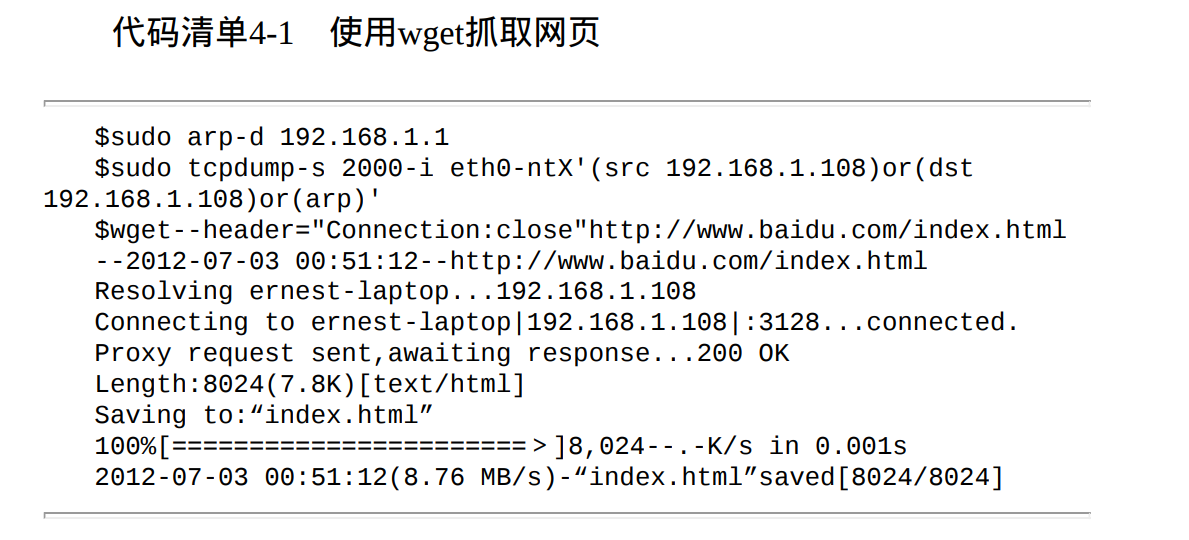 代码清单4-1　使用wget抓取网页
$sudo arp-d 192.168.1.1
$sudo tcpdump-s 2000-i eth0-ntX'(src 192.168.1.108)or(dst
192.168.1.108)or(arp)'
$wget--header="Connection:close"http://www.baidu.com/index.html
--2012-07-03 00:51:12--http://www.baidu.com/index.html
Resolving ernest-laptop...192.168.1.108
Connecting to ernest-laptop|192.168.1.108|:3128...connected.
Proxy request sent,awaiting response...200 OK
Length:8024(7.8K)[text/html]
Saving to:“index.html”
100%[=======================＞]8,024--.-K/s in 0.001s
2012-07-03 00:51:12(8.76 MB/s)-“index.html”saved[8024/8024]